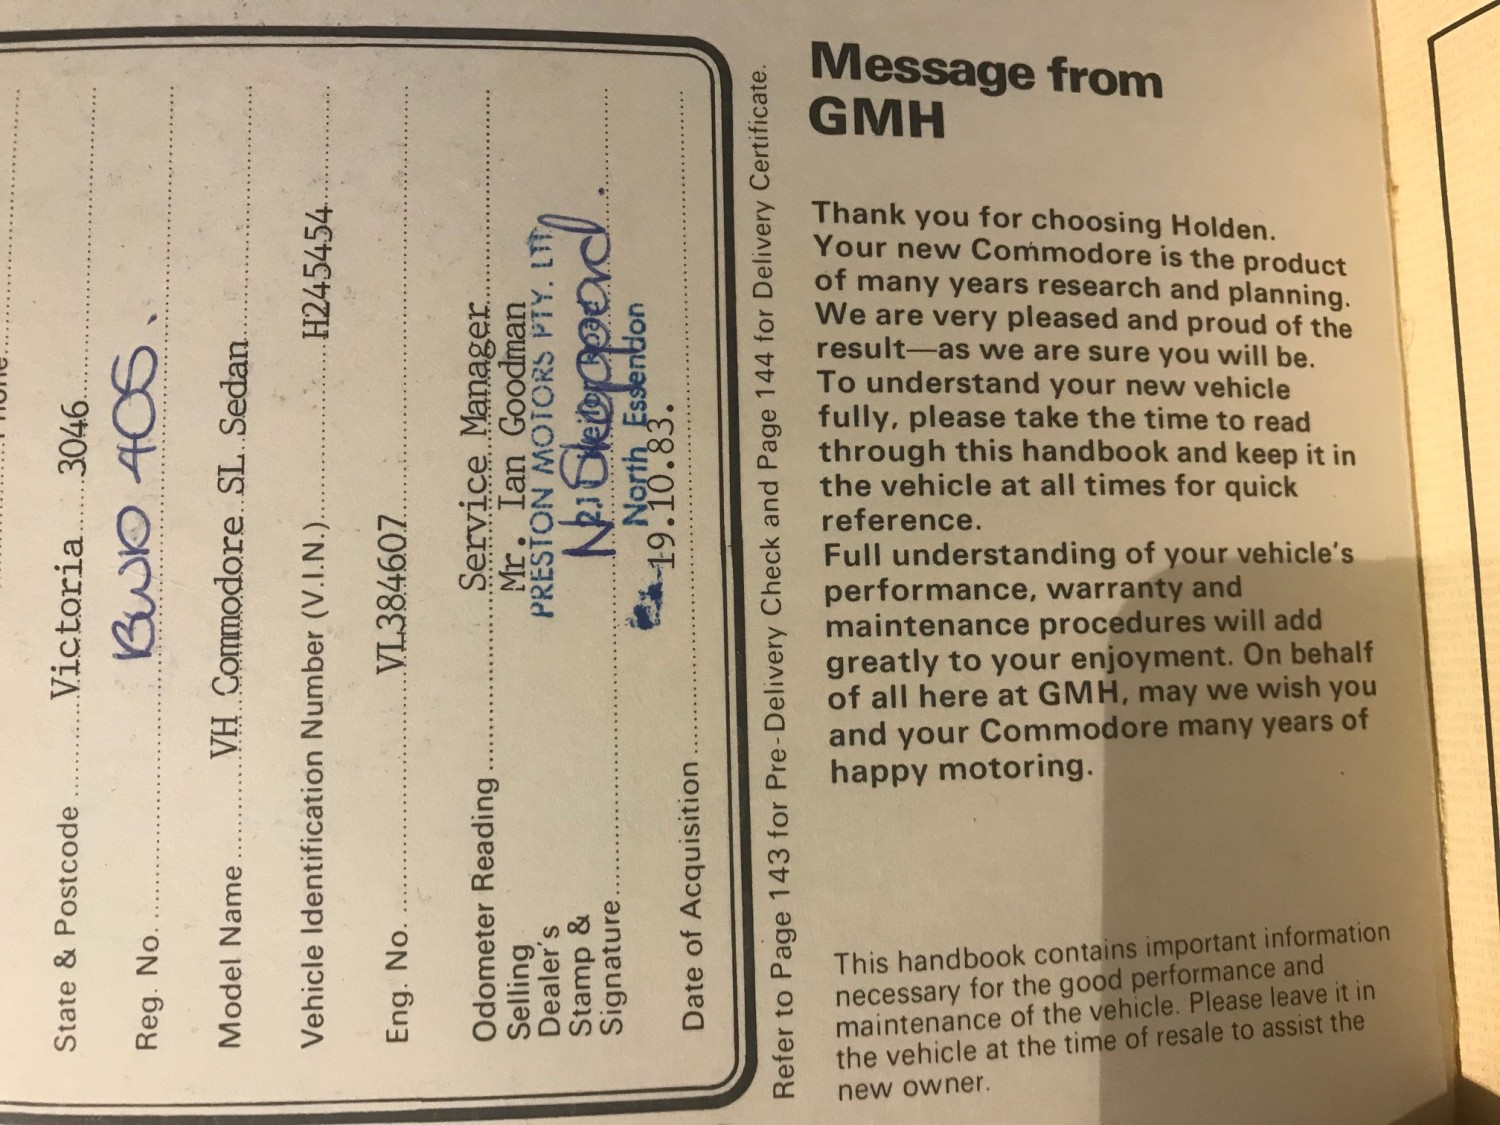 State & Postcode Victoria 3046
Reg. No. BWO 405.
Model Name VH Commodore SL Sedan
Vehicle Identification Number (V.I.N.) H245454
Eng. No. VL384607
Odometer Reading Service Manager
Selling Mr. Ian Goodman
Dealer's PRESTON MOTORS PTY. LTD
Stamp & N. Sheppard.
Signature North Essendon
19.10.83.
Date of Acquisition
Refer to Page 143 for Pre-Delivery Check and Page 144 for Delivery Certificate.
Message from
GMH
Thank you for choosing Holden.
Your new Commodore is the product
of many years research and planning.
We are very pleased and proud of the
result—as we are sure you will be.
To understand your new vehicle
fully, please take the time to read
through this handbook and keep it in
the vehicle at all times for quick
reference.
Full understanding of your vehicle's
performance, warranty and
maintenance procedures will add
greatly to your enjoyment. On behalf
of all here at GMH, may we wish you
and your Commodore many years of
happy motoring.
This handbook contains important information
necessary for the good performance and
maintenance of the vehicle. Please leave it in
the vehicle at the time of resale to assist the
new owner.